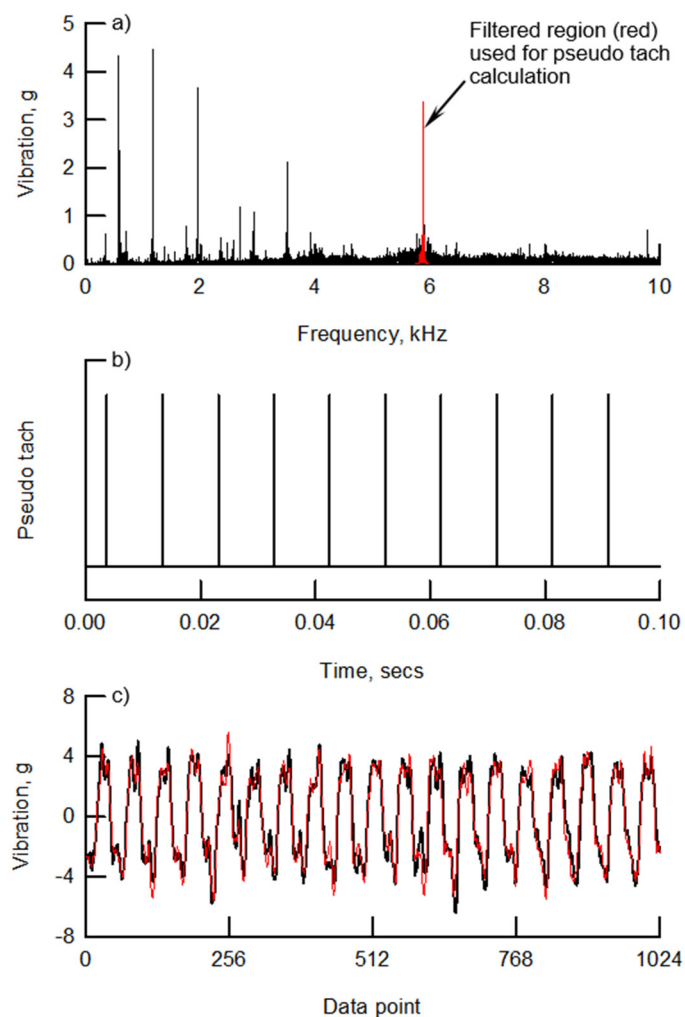 a)
Filtered region (red)
used for pseudo tach
calculation
Vibration, g
5
4
3
2
1
0
0 2 4 6 8 10
Frequency, kHz
b)
Pseudo tach
0.00 0.02 0.04 0.06 0.08 0.10
Time, secs
c)
Vibration, g
8
4
0
-4
-8
0 256 512 768 1024
Data point